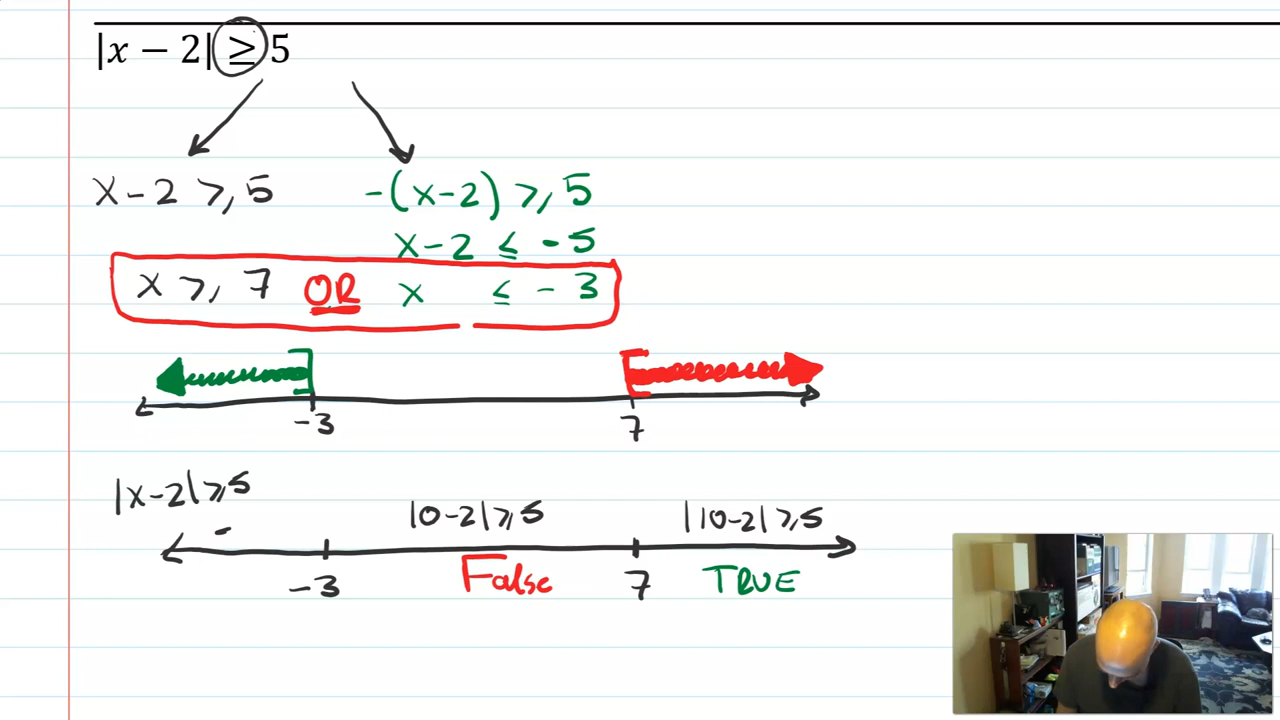 |x − 2| ≥ 5
x-2 ≥ 5 -(x-2) ≥ 5
x-2 ≤ -5
x ≥ 7 OR x ≤ -3
-3 7
|x-2| ≥ 5
|0-2| ≥ 5 |10-2| ≥ 5
-3 False 7 TRUE